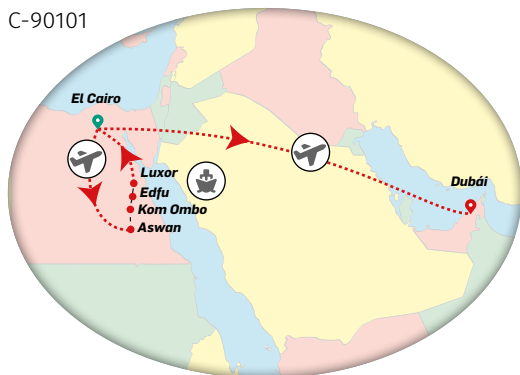 C-90101
El Cairo
Luxor
Edfu
Kom Ombo
Aswan
Dubái